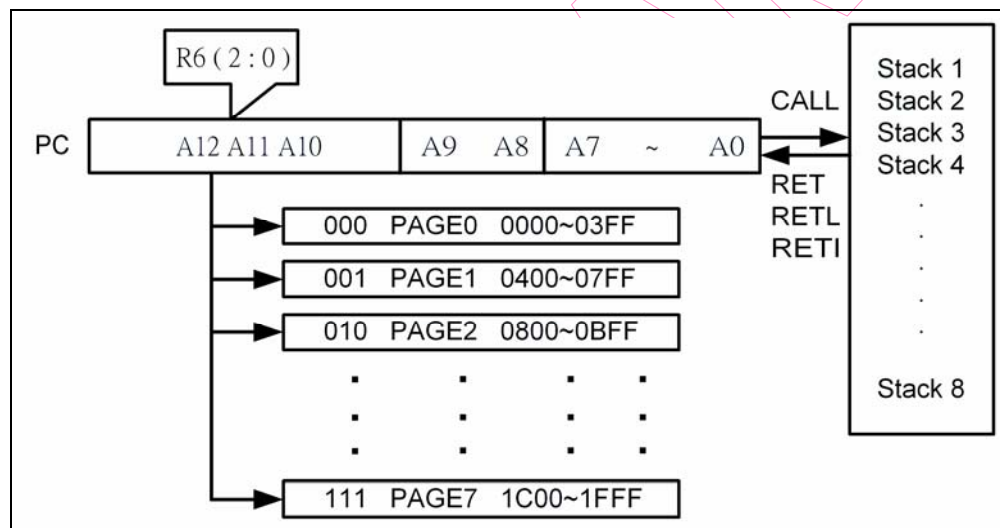 R6(2:0)
PC
A12 A11 A10
A9 A8
A7 ~ A0
CALL
RET
RETL
RETI
000 PAGE0 0000~03FF
001 PAGE1 0400~07FF
010 PAGE2 0800~0BFF
111 PAGE7 1C00~1FFF
Stack 1
Stack 2
Stack 3
Stack 4
Stack 8